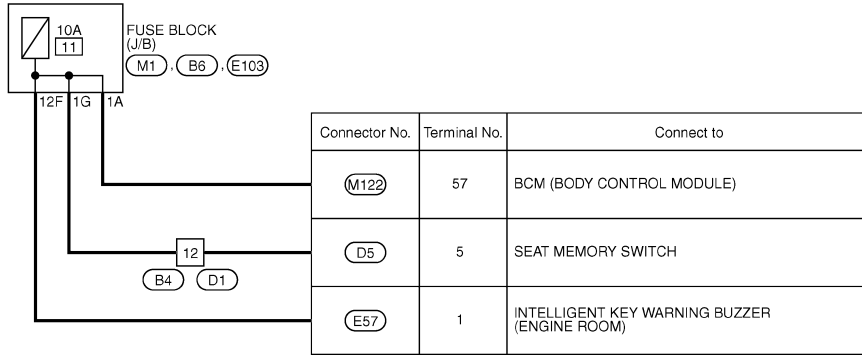 10A
11
FUSE BLOCK
(J/B)
M1 , B6 , E103
12F 1G 1A
Connector No. Terminal No. Connect to
M122 57 BCM (BODY CONTROL MODULE)
12
D5 5 SEAT MEMORY SWITCH
B4 D1
E57 1 INTELLIGENT KEY WARNING BUZZER
(ENGINE ROOM)